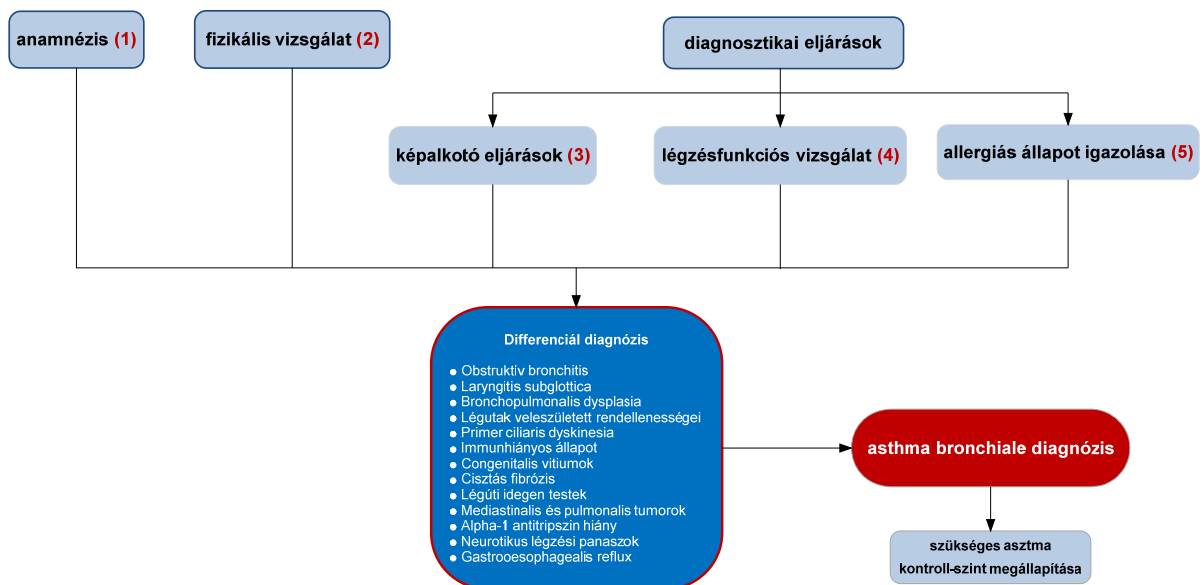 anamnézis (1)
fizikális vizsgálat (2)
diagnosztikai eljárások
képalkotó eljárások (3)
légzésfunkciós vizsgálat (4)
allergiás állapot igazolása (5)
Differenciál diagnózis
● Obstruktív bronchitis
● Laryngitis subglottica
● Bronchopulmonalis dysplasia
● Légutak veleszületett rendellenességei
● Primer ciliaris dyskinesia
● Immunhiányos állapot
● Congenitalis vitiumok
● Cisztás fibrózis
● Légúti idegen testek
● Mediastinalis és pulmonalis tumorok
● Alpha-1 antitripszin hiány
● Neurotikus légzési panaszok
● Gastrooesophagealis reflux
asthma bronchiale diagnózis
szükséges asztma
kontroll-szint megállapítása